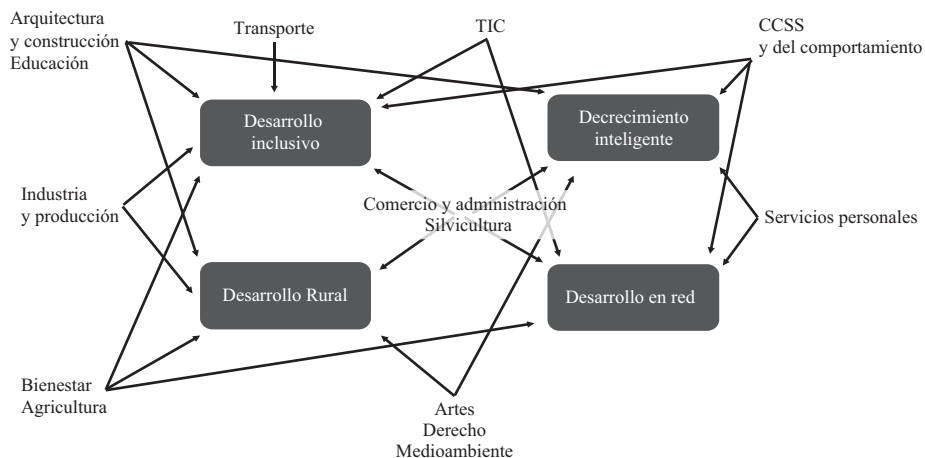 Arquitectura
y construcción
Educación
Transporte
TIC
CCSS
y del comportamiento
Desarrollo
inclusivo
Decrecimiento
inteligente
Industria
y producción
Comercio y administración
Silvicultura
Servicios personales
Desarrollo Rural
Desarrollo en red
Bienestar
Agricultura
Artes
Derecho
Medioambiente